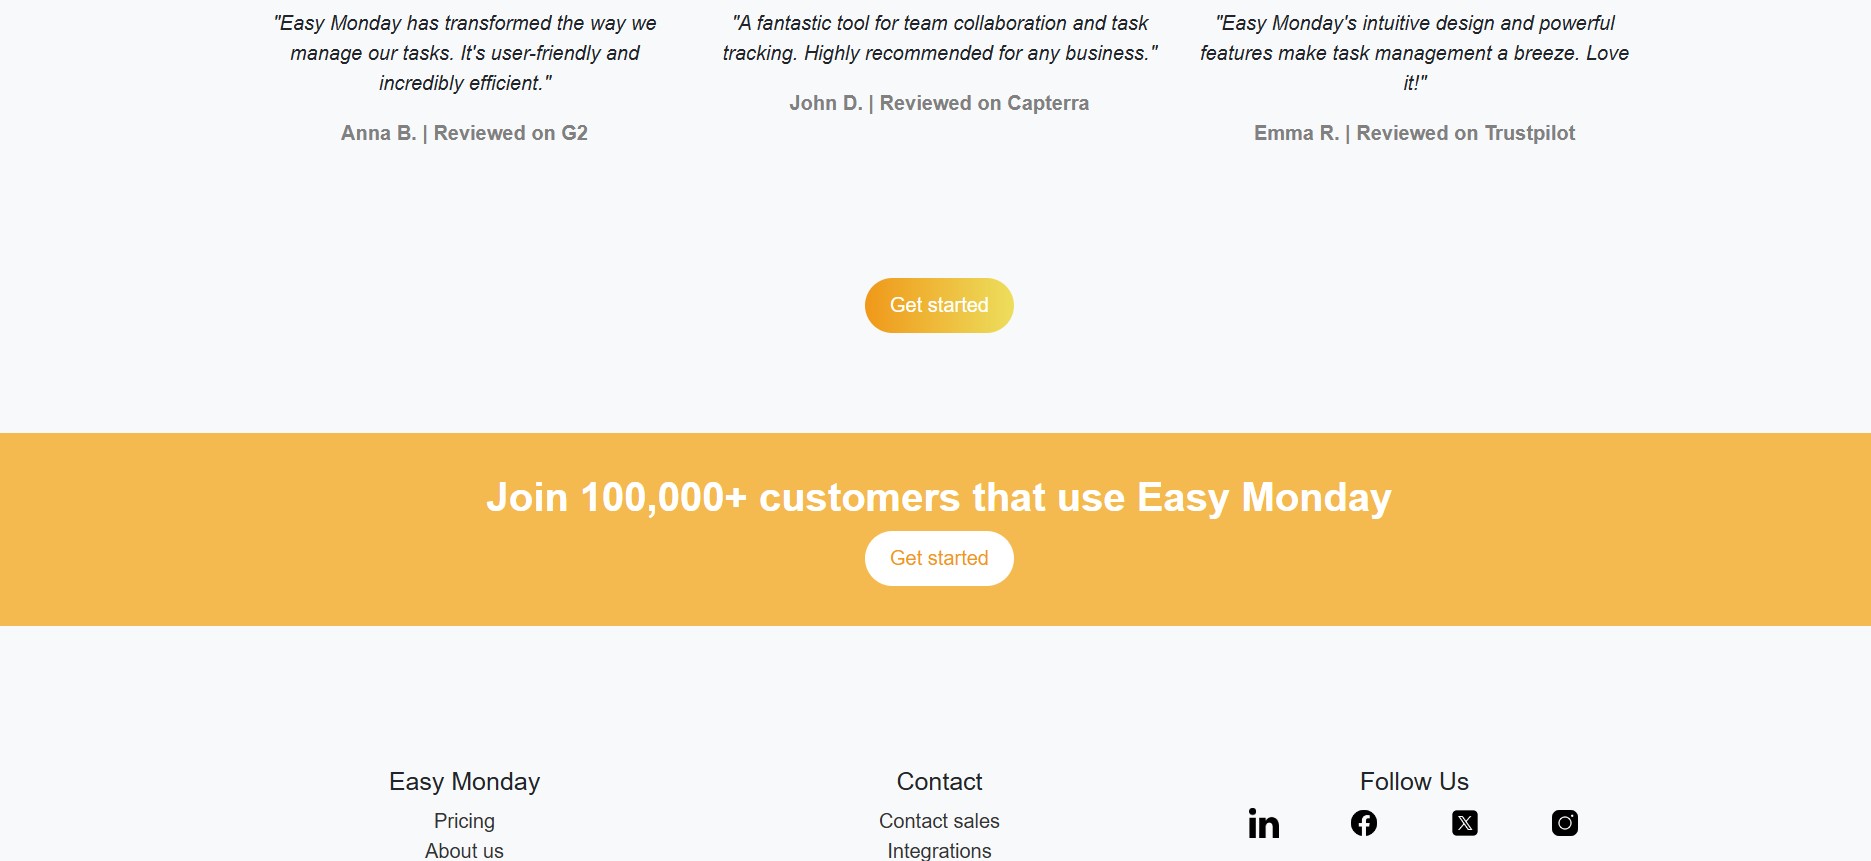 "Easy Monday has transformed the way we
manage our tasks. It's user-friendly and
incredibly efficient."
Anna B. | Reviewed on G2
"A fantastic tool for team collaboration and task
tracking. Highly recommended for any business."
John D. | Reviewed on Capterra
"Easy Monday's intuitive design and powerful
features make task management a breeze. Love
it!"
Emma R. | Reviewed on Trustpilot
Get started
Join 100,000+ customers that use Easy Monday
Get started
Easy Monday
Pricing
About us
Contact
Contact sales
Integrations
Follow Us